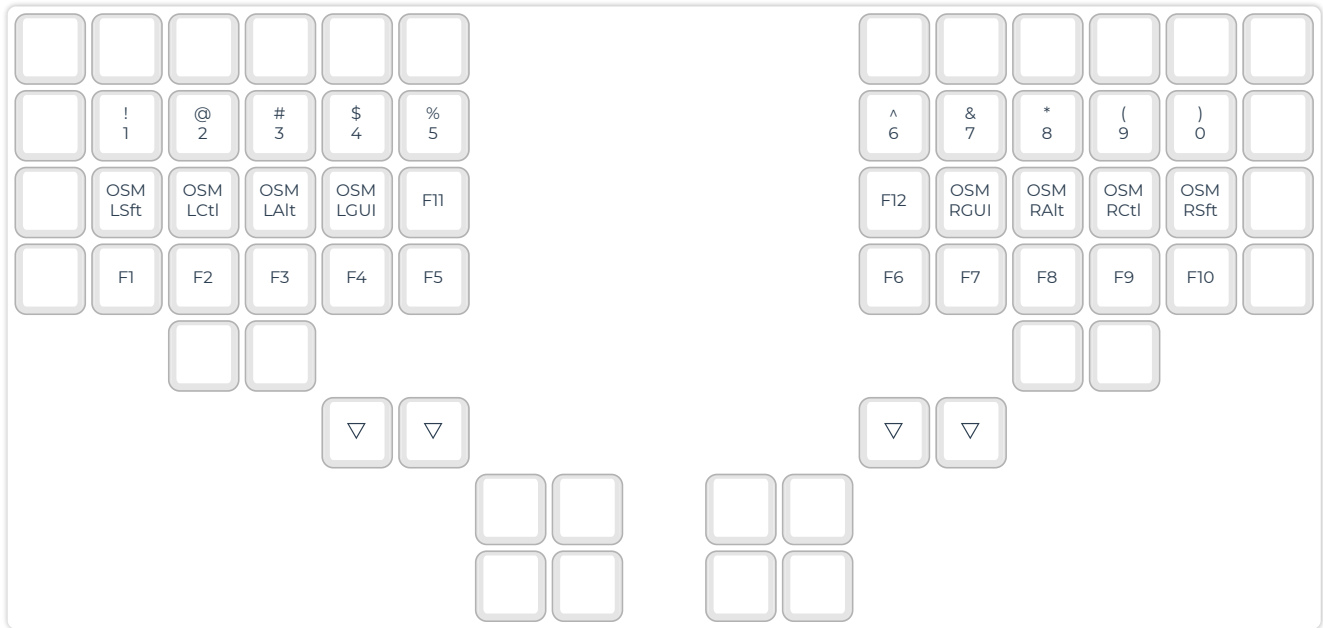 ! @ # $ % ^ & * ( )
1 2 3 4 5 6 7 8 9 0
OSM OSM OSM OSM F11 F12 OSM OSM OSM OSM
LSft LCtl LAlt LGUI RGUI RAlt RCtl RSft
F1 F2 F3 F4 F5 F6 F7 F8 F9 F10
▽ ▽ ▽ ▽